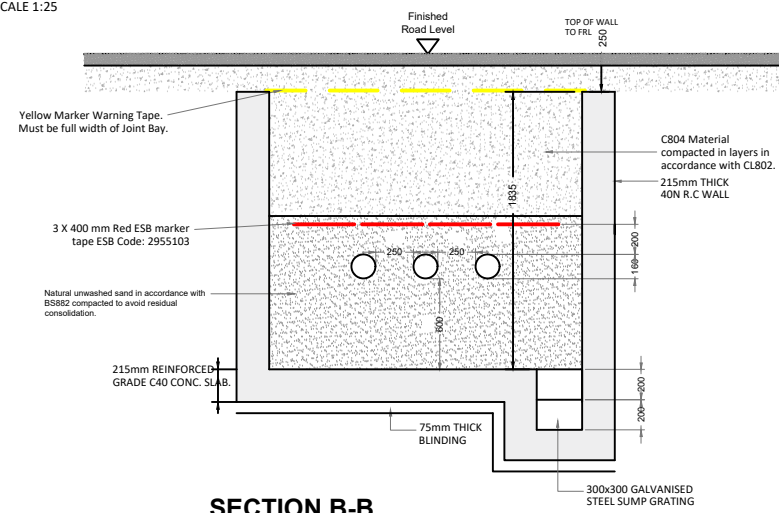 CALE 1:25
Finished
Road Level
TOP OF WALL
TO FRL
250
Yellow Marker Warning Tape.
Must be full width of Joint Bay.
C804 Material
compacted in layers in
accordance with CL802.
215mm THICK
40N R.C WALL
1835
3 X 400 mm Red ESB marker
tape ESB Code: 2955103
200
250
250
160
Natural unwashed sand in accordance with
BS882 compacted to avoid residual
consolidation.
600
215mm REINFORCED
GRADE C40 CONC. SLAB.
200
200
75mm THICK
BLINDING
300x300 GALVANISED
STEEL SUMP GRATING
SECTION B-B